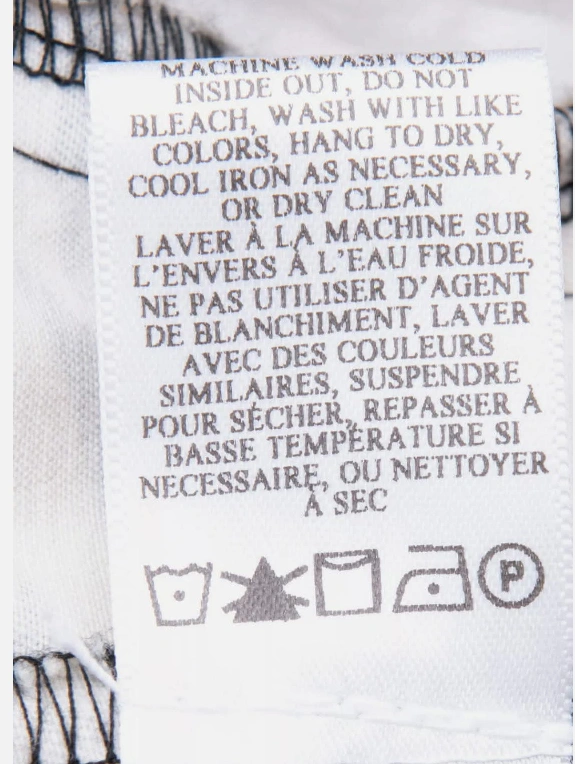 MACHINE WASH COLD
INSIDE OUT, DO NOT
BLEACH, WASH WITH LIKE
COLORS, HANG TO DRY,
COOL IRON AS NECESSARY,
OR DRY CLEAN
LAVER À LA MACHINE SUR
L'ENVERS À L'EAU FROIDE,
NE PAS UTILISER D'AGENT
DE BLANCHIMENT, LAVER
AVEC DES COULEURS
SIMILAIRES, SUSPENDRE
POUR SÉCHER, REPASSER À
BASSE TEMPÉRATURE SI
NECESSAIRE, OU NETTOYER
À SEC
P